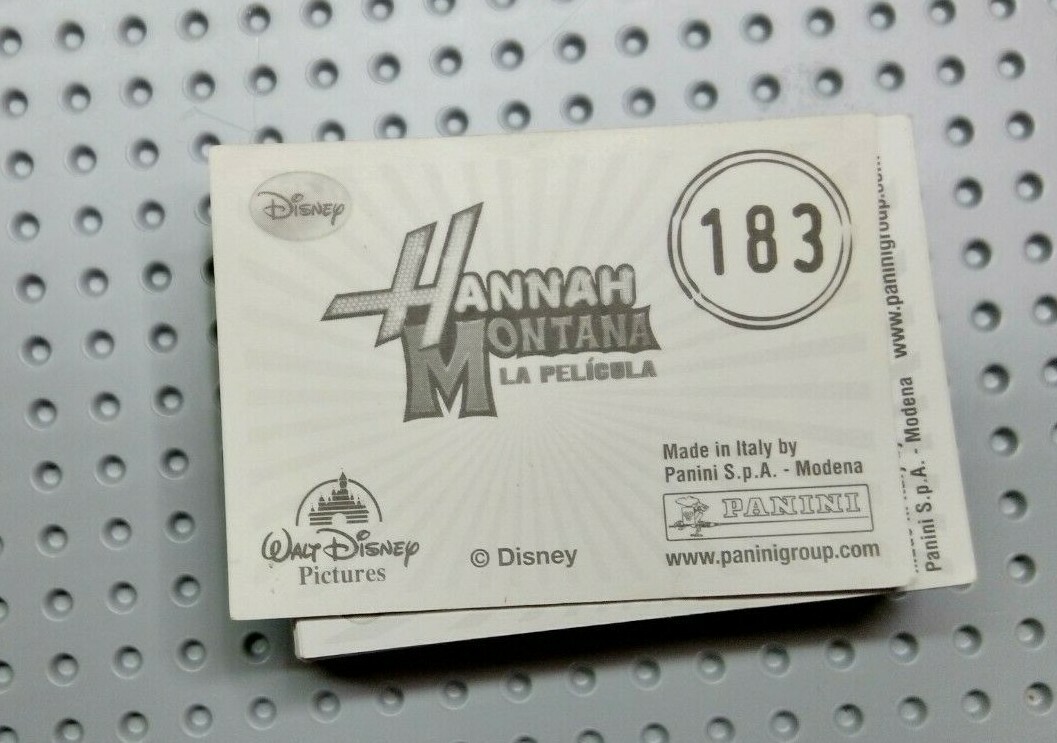 Disney
183
HANNAH
MONTANA
LA PELÍCULA
Made in Italy by
Panini S.p.A. - Modena
PANINI
www.paninigroup.com
WALT DISNEY
Pictures
© Disney
www.paninigroup.com
Panini S.p.A. - Modena